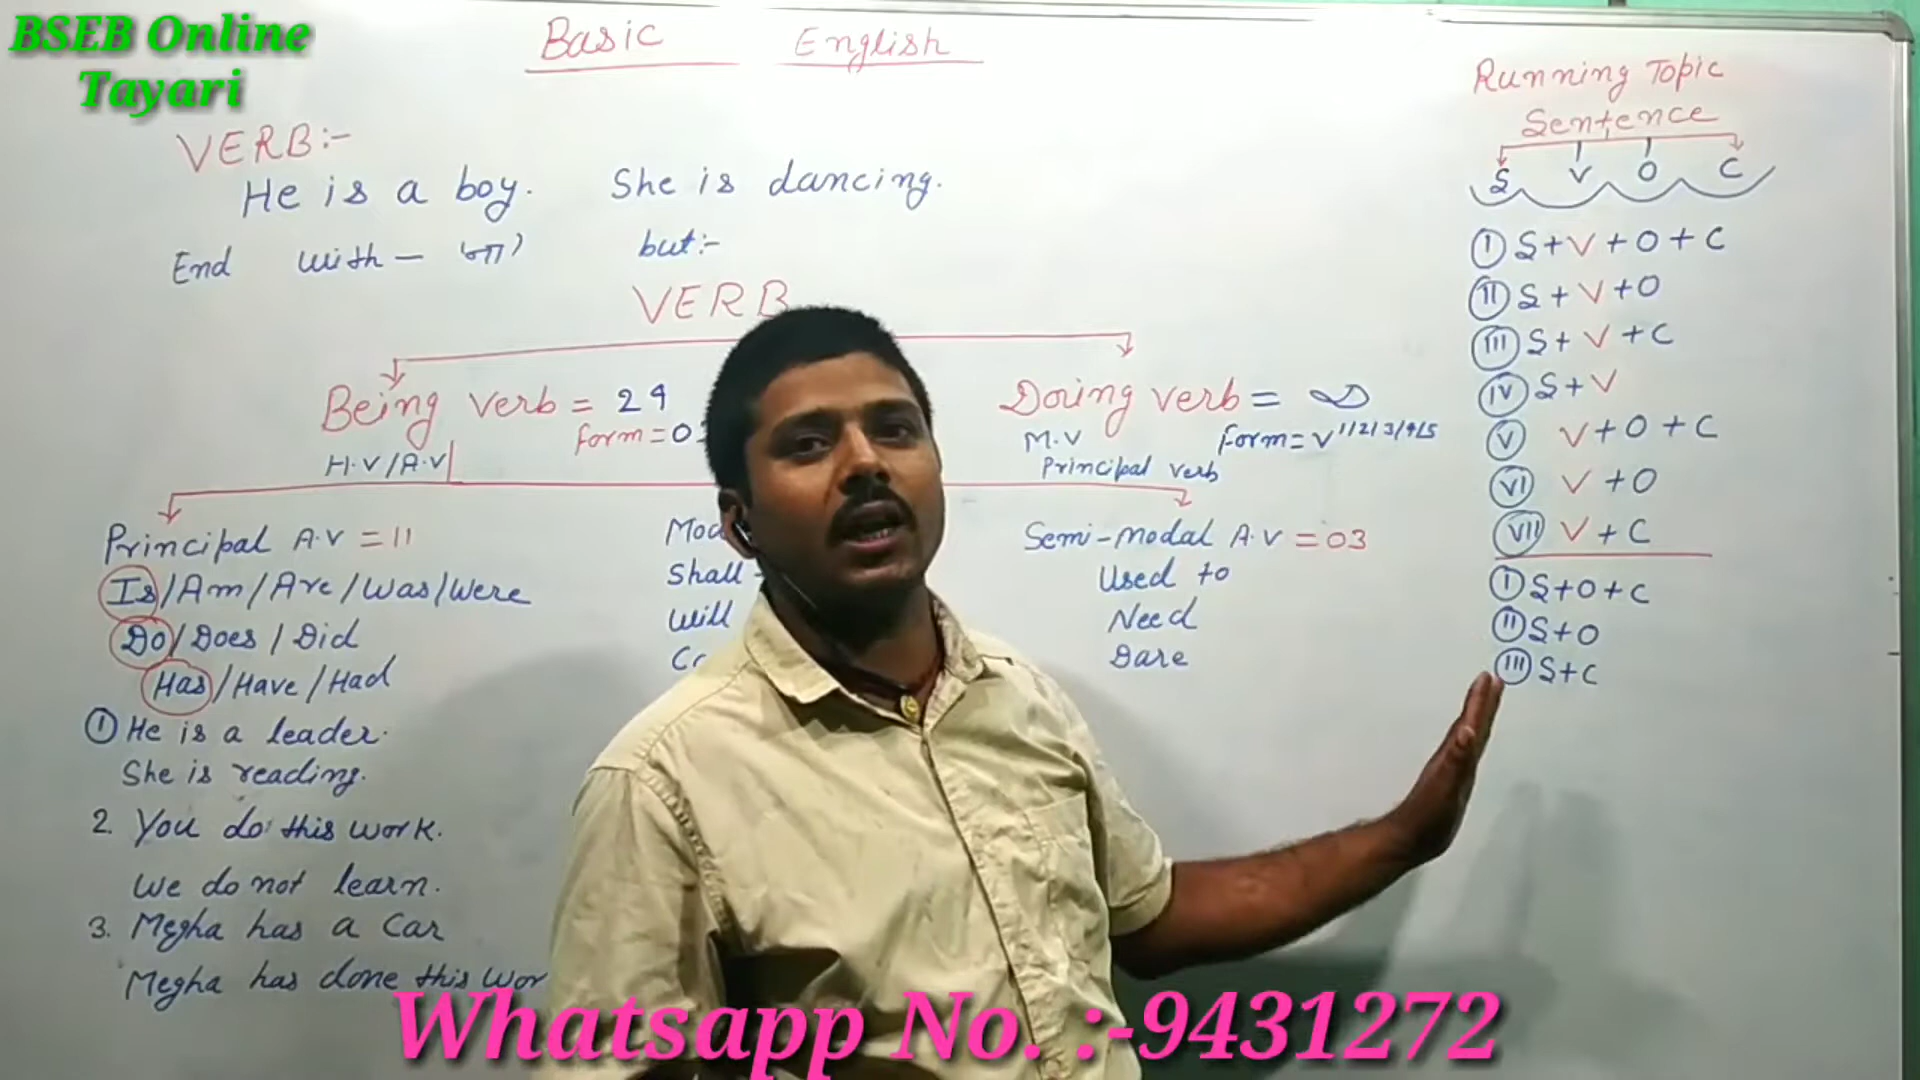 BSEB Online
Tayari
Basic English
VERB:-
He is a boy. She is dancing.
End with - 'ना' but:-
VERB
Being verb = 24
form = 0
H.V/A.V
Doing verb = ∞
M.V form = V1/2/3/4/5
Principal verb
Principal A.V = 11
Is/Am/Are/Was/Were
Do/Does/Did
Has/Have/Had
Shall
Will
Semi-modal A.V = 03
Used to
Need
Dare
① He is a leader.
She is reading.
2. You do this work.
We do not learn.
3. Megha has a Car
Megha has done this wor
Running Topic
Sentence
S V O C
(I) S+V+O+C
(II) S+V+O
(III) S+V+C
(IV) S+V
(V) V+O+C
(VI) V+O
(VII) V+C
(I) S+O+C
(II) S+O
(III) S+C
Whatsapp No. :-9431272